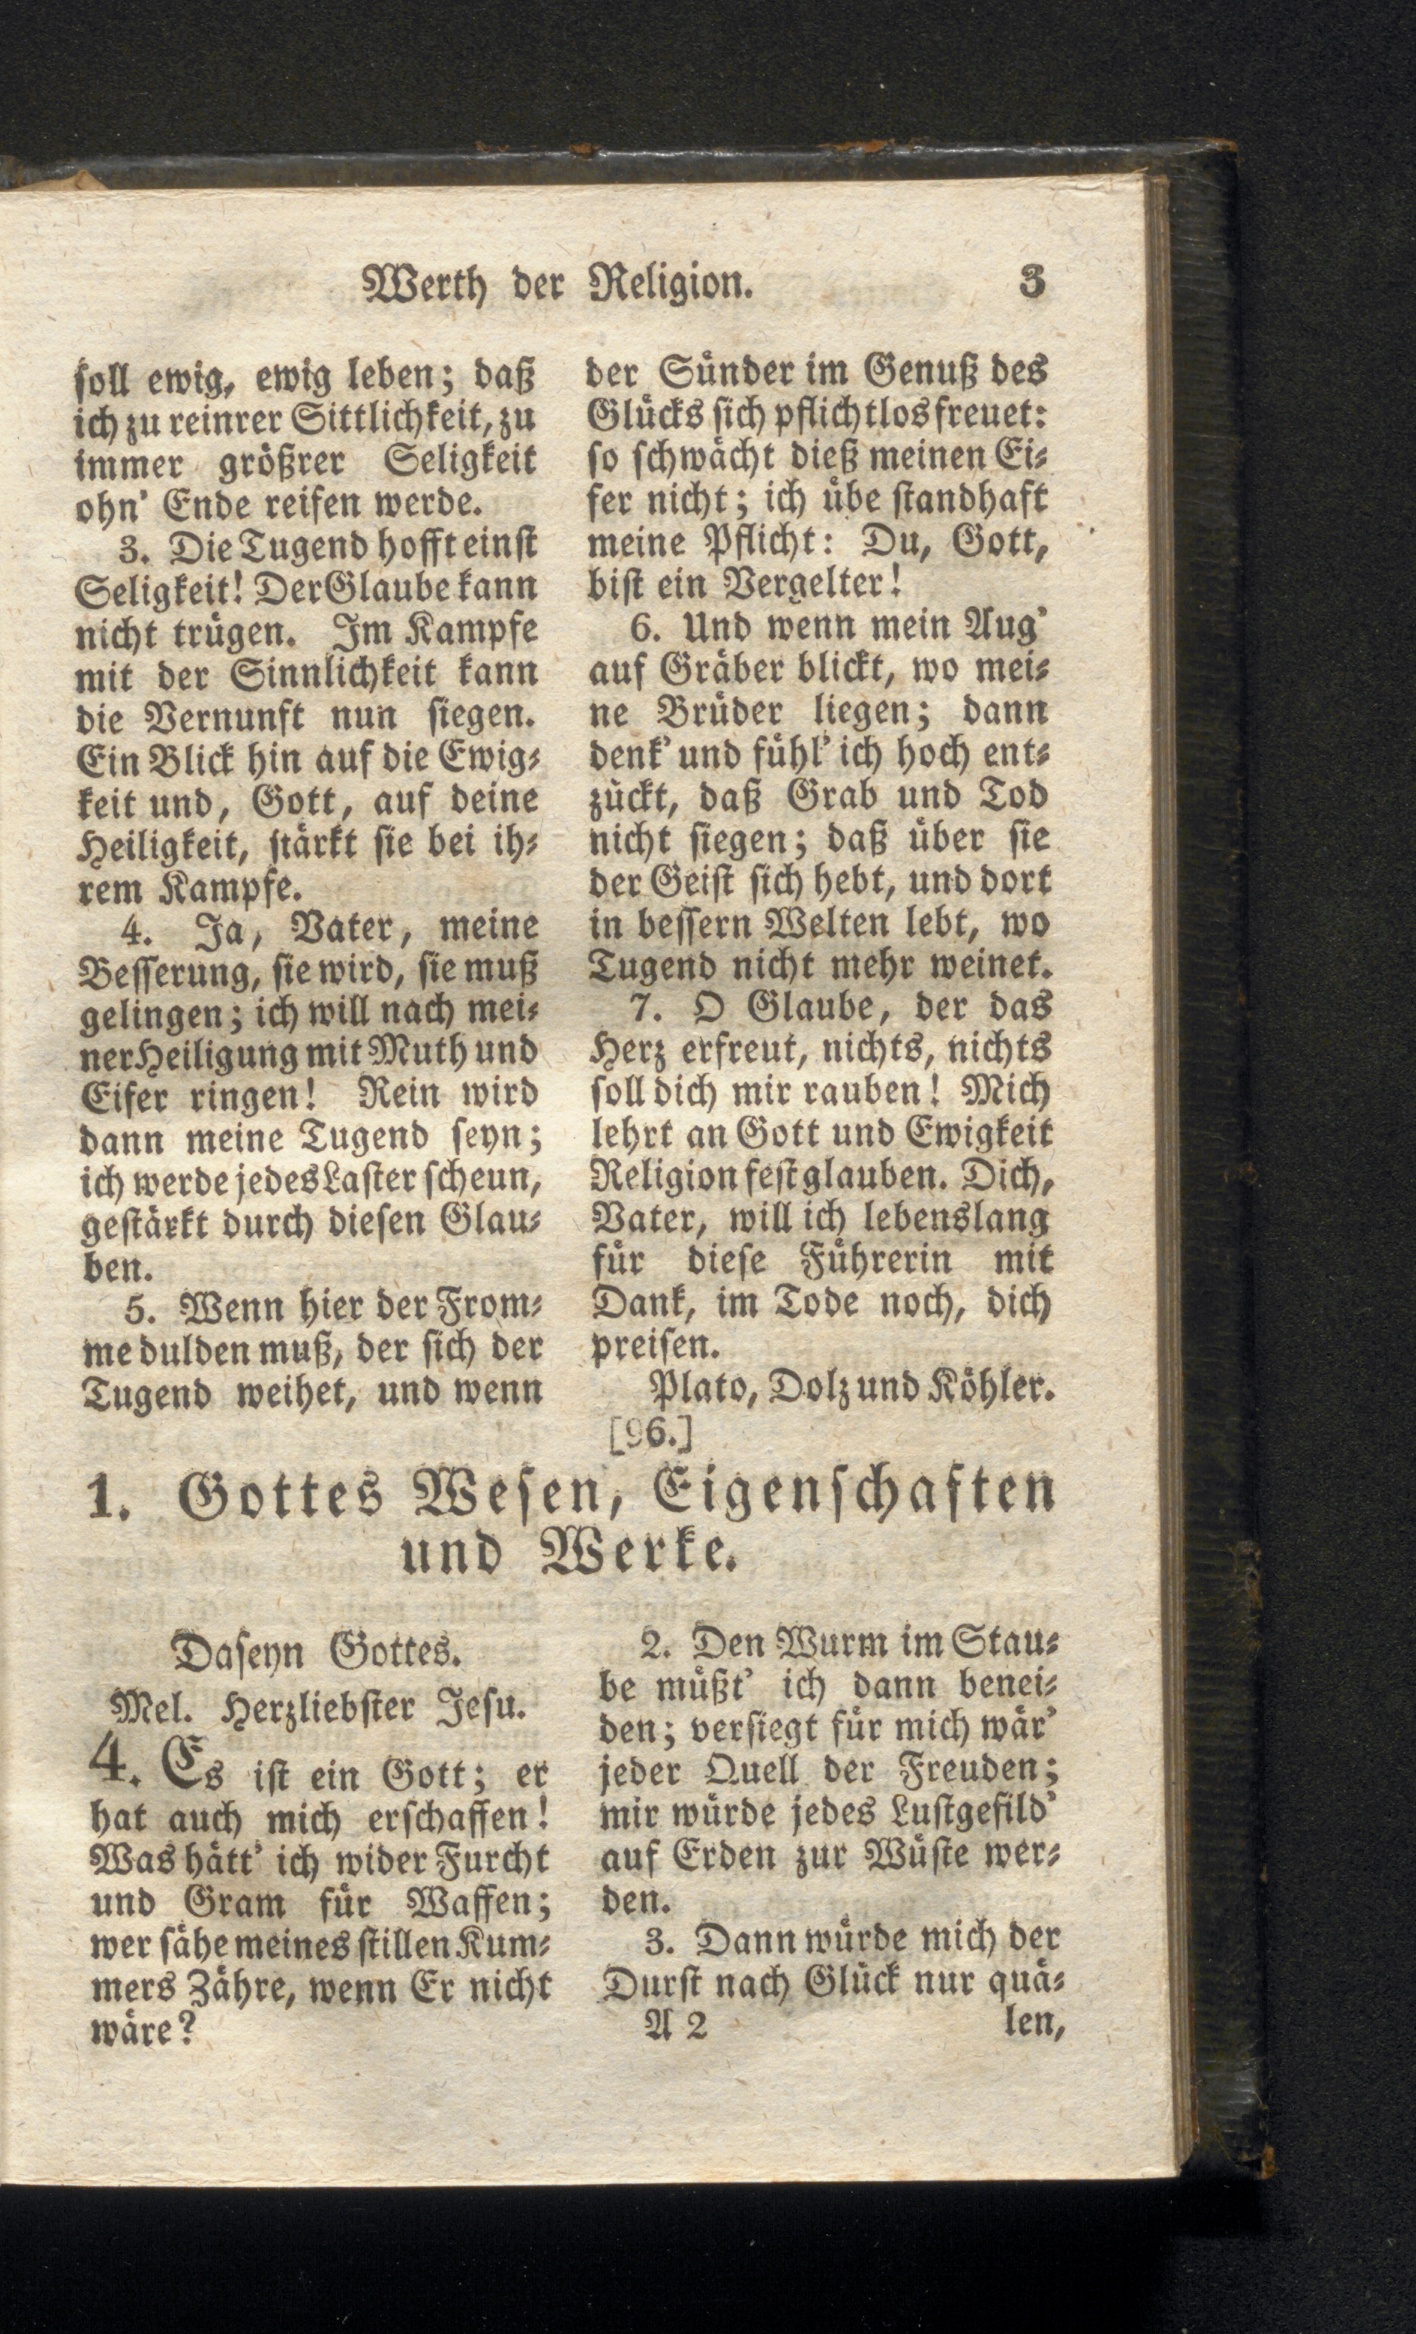 Werth der Religion. 3
soll ewig, ewig leben; daß
ich zu reinrer Sittlichkeit, zu
immer größrer Seligkeit
ohn' Ende reifen werde.
3. Die Tugend hofft einst
Seligkeit! Der Glaube kann
nicht trügen. Im Kampfe
mit der Sinnlichkeit kann
die Vernunft nun siegen.
Ein Blick hin auf die Ewig-
keit und, Gott, auf deine
Heiligkeit, stärkt sie bei ih-
rem Kampfe.
4. Ja, Vater, meine
Besserung, sie wird, sie muß
gelingen; ich will nach mei-
ner Heiligung mit Muth und
Eifer ringen! Rein wird
dann meine Tugend seyn;
ich werde jedes Laster scheun,
gestärkt durch diesen Glau-
ben.
5. Wenn hier der From-
me dulden muß, der sich der
Tugend weihet, und wenn
der Sünder im Genuß des
Glücks sich pflichtlos freuet:
so schwächt dieß meinen Ei-
fer nicht; ich übe standhaft
meine Pflicht: Du, Gott,
bist ein Vergelter!
6. Und wenn mein Aug'
auf Gräber blickt, wo mei-
ne Brüder liegen; dann
denk' und fühl' ich hoch ent-
zückt, daß Grab und Tod
nicht siegen; daß über sie
der Geist sich hebt, und dort
in bessern Welten lebt, wo
Tugend nicht mehr weinet.
7. O Glaube, der das
Herz erfreut, nichts, nichts
soll dich mir rauben! Mich
lehrt an Gott und Ewigkeit
Religion fest glauben. Dich,
Vater, will ich lebenslang
für diese Führerin mit
Dank, im Tode noch, dich
preisen.
Plato, Dolz und Köhler.
[96.]
1. Gottes Wesen, Eigenschaften
und Werke.
Daseyn Gottes.
Mel. Herzliebster Jesu.
4. Es ist ein Gott; er
hat auch mich erschaffen!
Was hätt' ich wider Furcht
und Gram für Waffen;
wer sähe meines stillen Kum-
mers Zähre, wenn Er nicht
wäre?
2. Den Wurm im Stau-
be müßt' ich dann benei-
den; versiegt für mich wär'
jeder Quell der Freuden;
mir würde jedes Lustgefild'
auf Erden zur Wüste wer-
den.
3. Dann würde mich der
Durst nach Glück nur quä-
A 2 len,